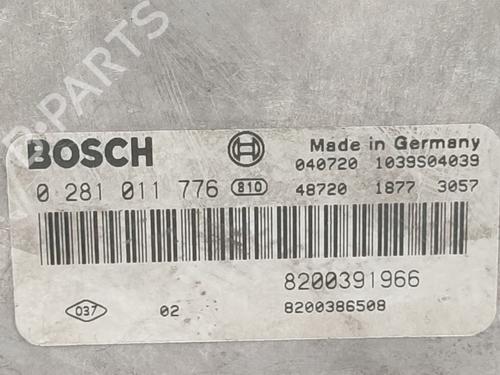 B-PARTS
BOSCH
Made in Germany
040720 1039S04039
0 281 011 776 810
48720 1877 3057
8200391966
037 02
8200386508